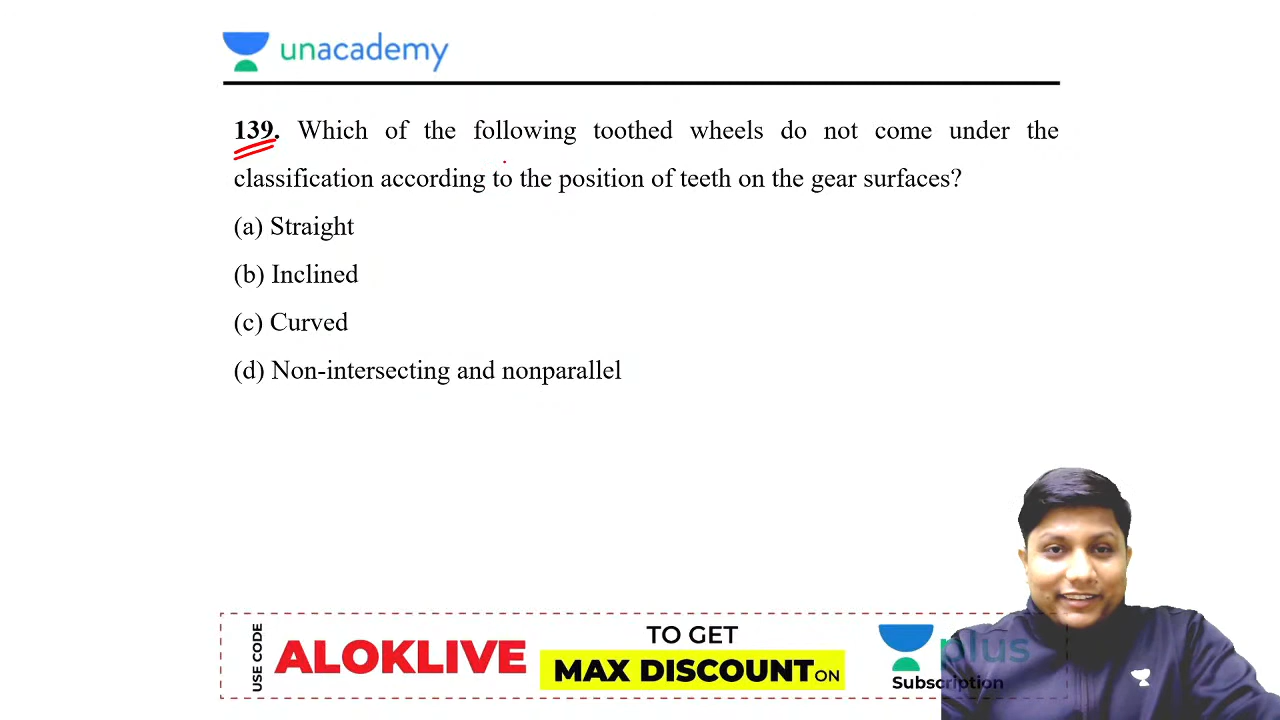 unacademy
139. Which of the following toothed wheels do not come under the
classification according to the position of teeth on the gear surfaces?
(a) Straight
(b) Inclined
(c) Curved
(d) Non-intersecting and nonparallel
USE CODE
ALOKLIVE
TO GET
MAX DISCOUNT ON
plus
Subscription